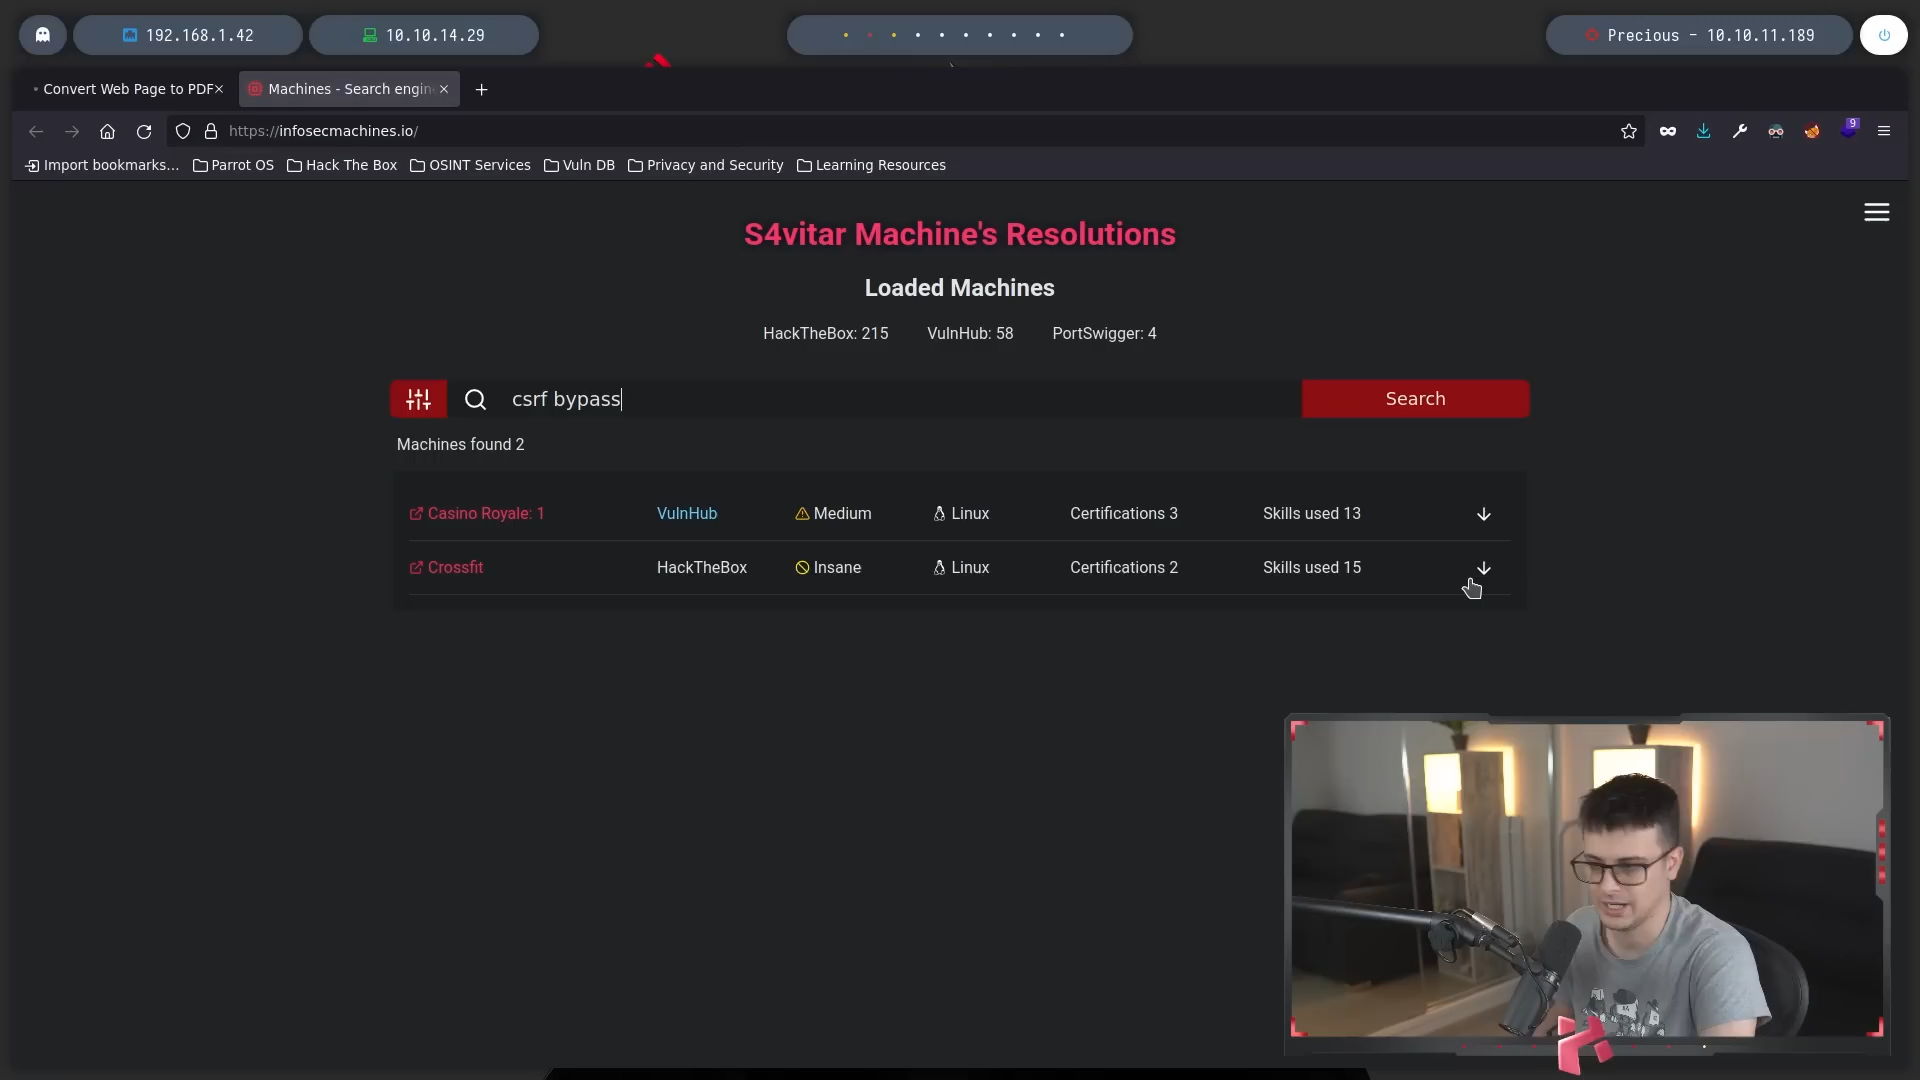 192.168.1.42
10.10.14.29
Precious - 10.10.11.189
Convert Web Page to PDF
Machines - Search engin
https://infosecmachines.io/
9
Import bookmarks...
Parrot OS
Hack The Box
OSINT Services
Vuln DB
Privacy and Security
Learning Resources
S4vitar Machine's Resolutions
Loaded Machines
HackTheBox: 215
VulnHub: 58
PortSwigger: 4
csrf bypass
Search
Machines found 2
Casino Royale: 1
VulnHub
Medium
Linux
Certifications 3
Skills used 13
Crossfit
HackTheBox
Insane
Linux
Certifications 2
Skills used 15